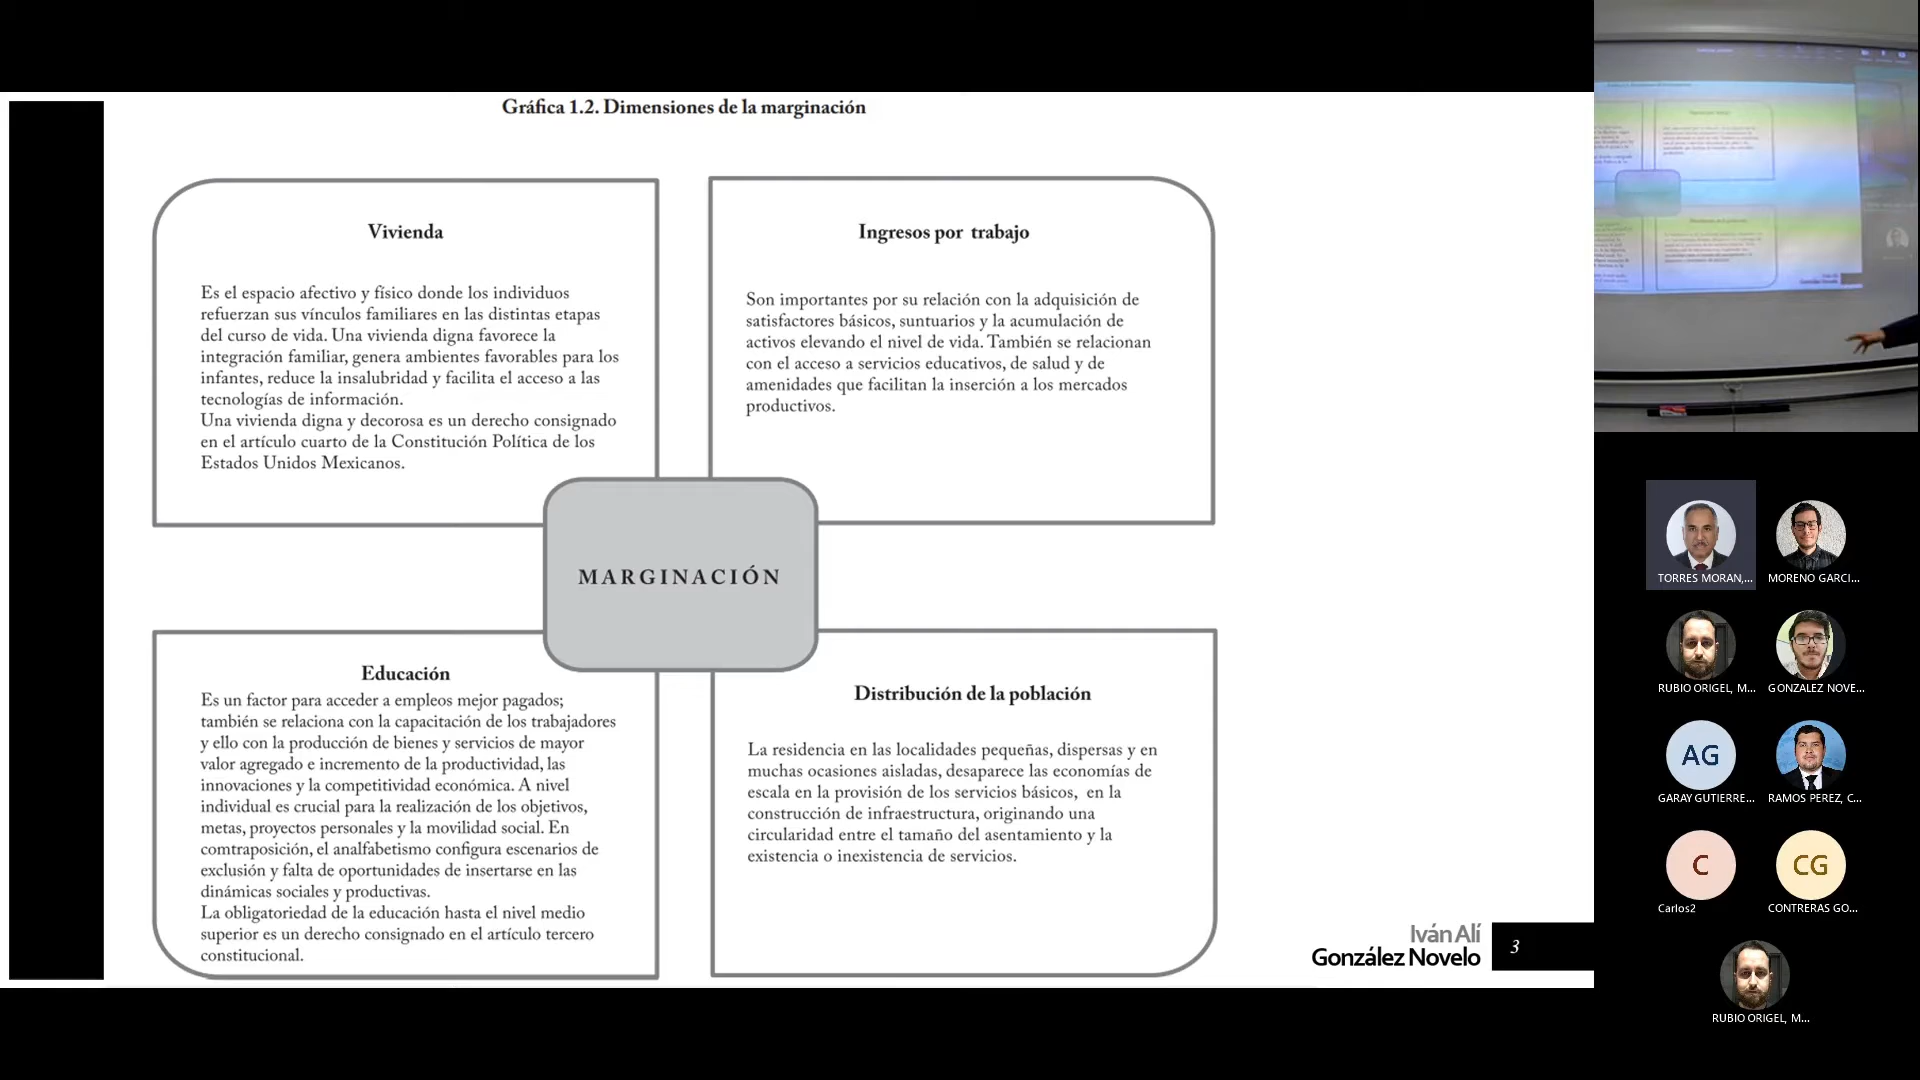 Gráfica 1.2. Dimensiones de la marginación
Vivienda
Es el espacio afectivo y físico donde los individuos
refuerzan sus vínculos familiares en las distintas etapas
del curso de vida. Una vivienda digna favorece la
integración familiar, genera ambientes favorables para los
infantes, reduce la insalubridad y facilita el acceso a las
tecnologías de información.
Una vivienda digna y decorosa es un derecho consignado
en el artículo cuarto de la Constitución Política de los
Estados Unidos Mexicanos.
Ingresos por trabajo
Son importantes por su relación con la adquisición de
satisfactores básicos, suntuarios y la acumulación de
activos elevando el nivel de vida. También se relacionan
con el acceso a servicios educativos, de salud y de
amenidades que facilitan la inserción a los mercados
productivos.
MARGINACIÓN
Educación
Es un factor para acceder a empleos mejor pagados;
también se relaciona con la capacitación de los trabajadores
y ello con la producción de bienes y servicios de mayor
valor agregado e incremento de la productividad, las
innovaciones y la competitividad económica. A nivel
individual es crucial para la realización de los objetivos,
metas, proyectos personales y la movilidad social. En
comtraposición, el analfabetismo configura escenarios de
exclusión y falta de oportunidades de insertarse en las
dinámicas sociales y productivas.
La obligatoriedad de la educación hasta el nivel medio
superior es un derecho consignado en el artículo tercero
constitucional.
Distribución de la población
La residencia en las localidades pequeñas, dispersas y en
muchas ocasiones aisladas, desaparece las economías de
escala en la provisión de los servicios básicos, en la
construcción de infraestructura, originando una
circularidad entre el tamaño del asentamiento y la
existencia o inexistencia de servicios.
Iván Alí
González Novelo
3
TORRES MORAN,...
MORENO GARCI...
RUBIO ORIGEL, M...
GONZALEZ NOVE...
AG
GARAY GUTIERRE...
RAMOS PEREZ, C...
C
Carlos2
CG
CONTRERAS GO...
RUBIO ORIGEL, M...